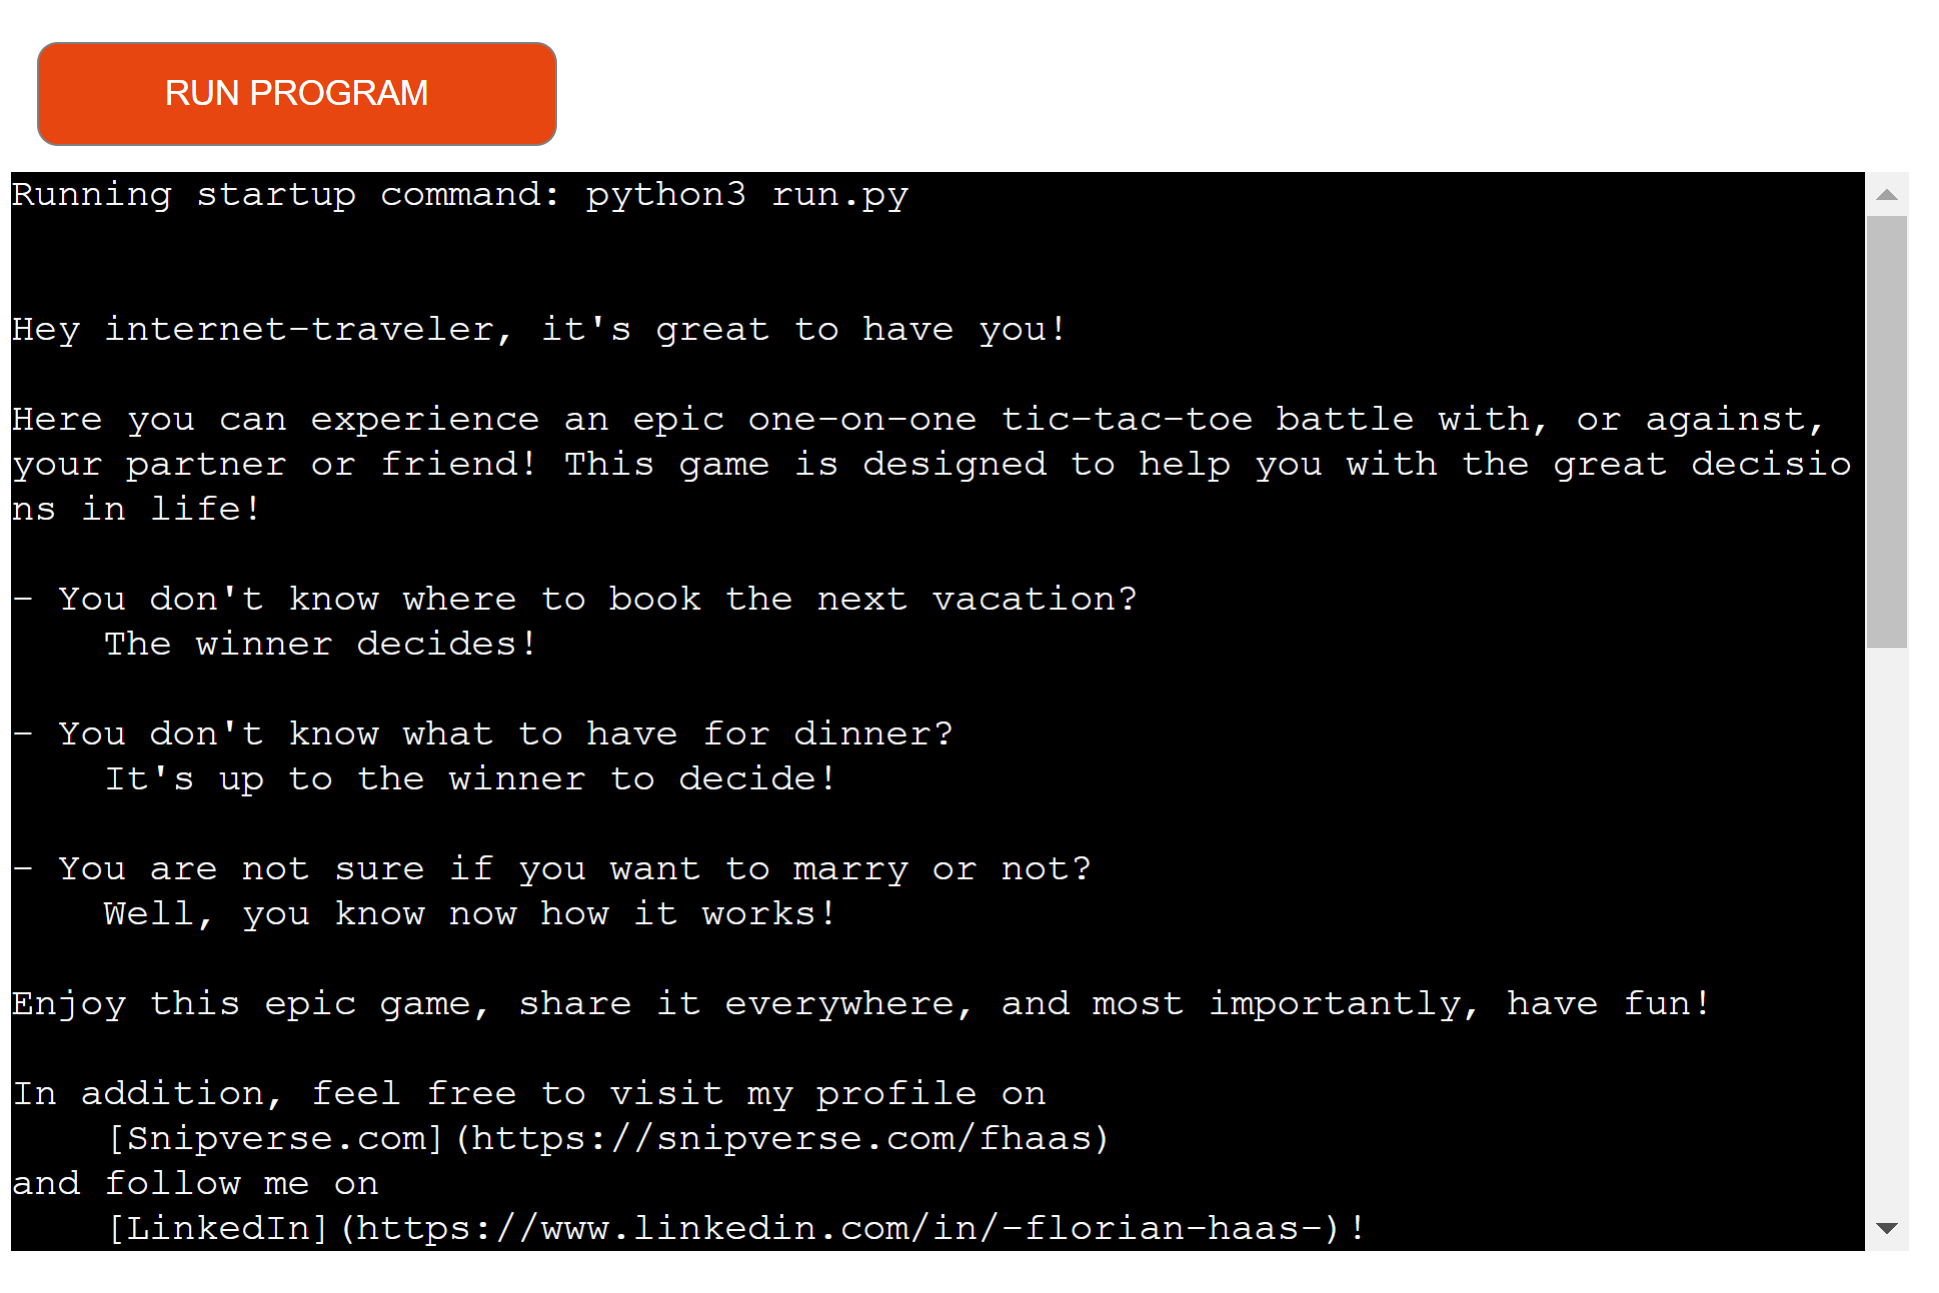 RUN PROGRAM
Running startup command: python3 run.py
Hey internet-traveler, it's great to have you!
Here you can experience an epic one-on-one tic-tac-toe battle with, or against,
your partner or friend! This game is designed to help you with the great decisio
ns in life!
- You don't know where to book the next vacation?
The winner decides!
- You don't know what to have for dinner?
It's up to the winner to decide!
- You are not sure if you want to marry or not?
Well, you know now how it works!
Enjoy this epic game, share it everywhere, and most importantly, have fun!
In addition, feel free to visit my profile on
[Snipverse.com](https://snipverse.com/fhaas)
and follow me on
[LinkedIn](https://www.linkedin.com/in/-florian-haas-)!